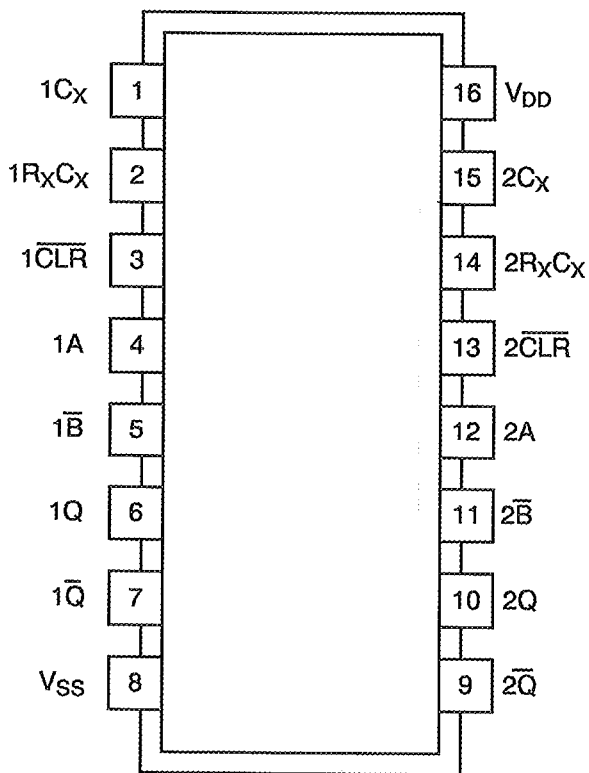 1Cx 1 16 VDD
1RxCx 2 15 2Cx
1C̅L̅R̅ 3 14 2RxCx
1A 4 13 2C̅L̅R̅
1B̅ 5 12 2A
1Q 6 11 2B̅
1Q̅ 7 10 2Q
VSS 8 9 2Q̅